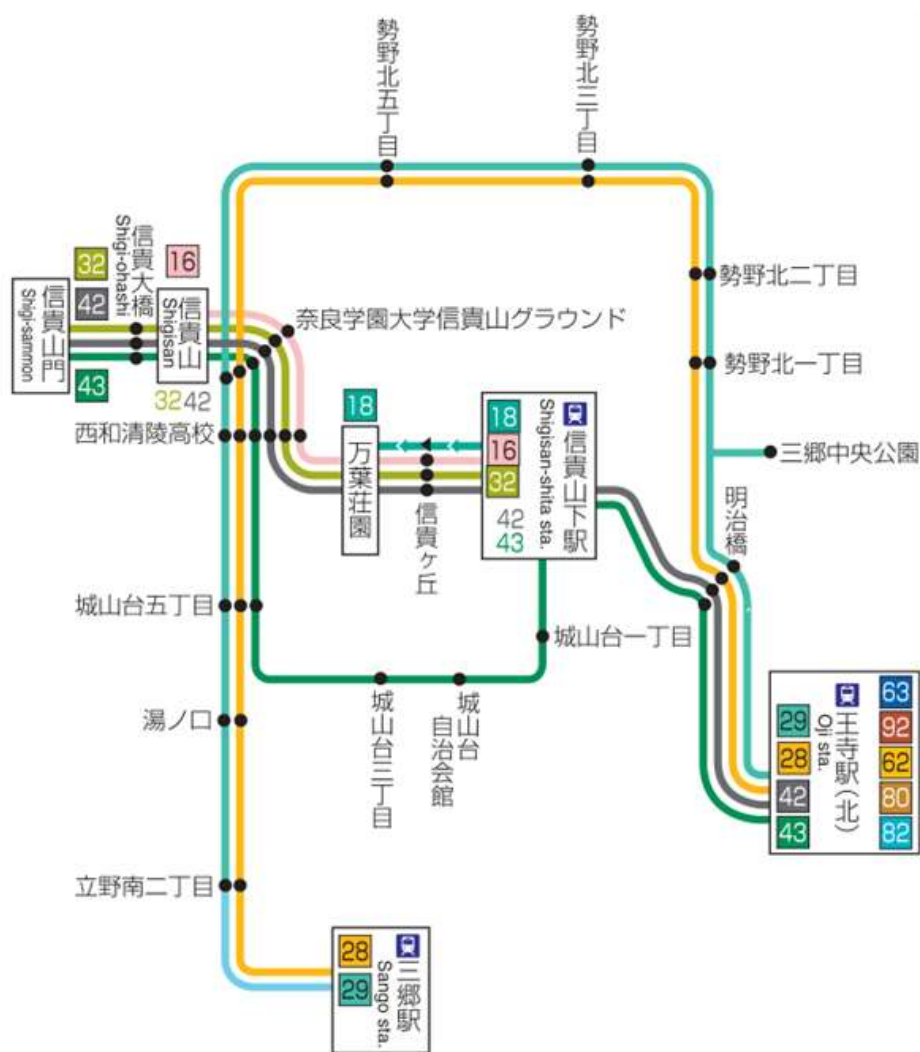 勢野北五丁目
勢野北三丁目
32
信貴大橋
Shigi-ohashi
16
42
信貴山門
Shigi-sammon
信貴山
Shigisan
43
32 42
奈良学園大学信貴山グラウンド
勢野北二丁目
勢野北一丁目
西和清陵高校
18
万葉荘園
信貴ヶ丘
18
16
32
42
43
信貴山下駅
Shigisan-shita sta.
三郷中央公園
明治橋
城山台五丁目
城山台一丁目
湯ノ口
城山台三丁目
城山台
自治会館
29
28
42
43
王寺駅(北)
Oji sta.
63
92
62
80
82
立野南二丁目
28
29
三郷駅
Sango sta.